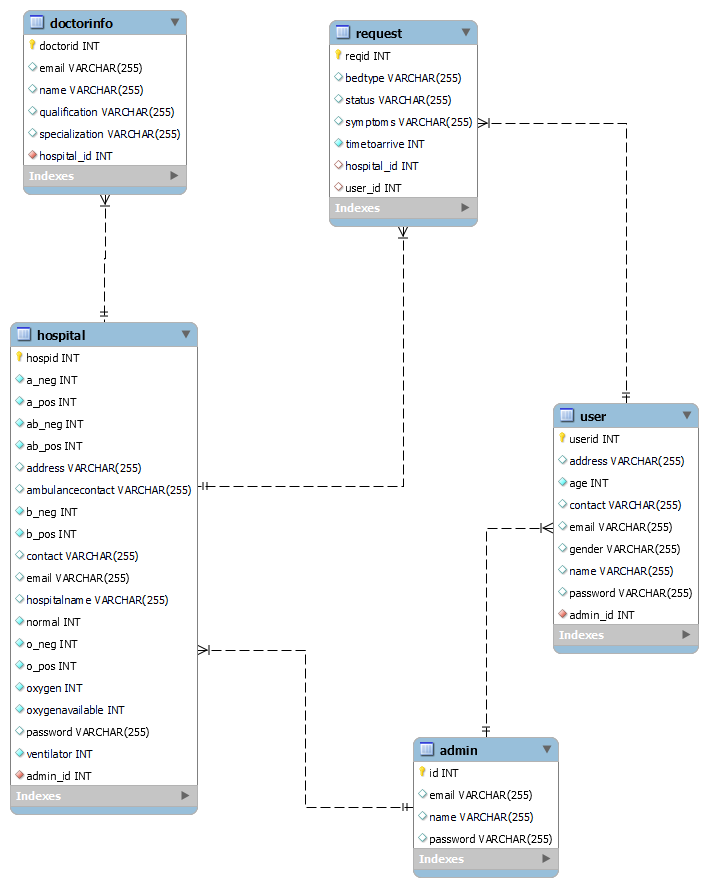 doctorinfo
doctorid INT
email VARCHAR(255)
name VARCHAR(255)
qualification VARCHAR(255)
specialization VARCHAR(255)
hospital_id INT
Indexes
request
reqid INT
bedtype VARCHAR(255)
status VARCHAR(255)
symptoms VARCHAR(255)
timetoarrive INT
hospital_id INT
user_id INT
Indexes
hospital
hospid INT
a_neg INT
a_pos INT
ab_neg INT
ab_pos INT
address VARCHAR(255)
ambulancecontact VARCHAR(255)
b_neg INT
b_pos INT
contact VARCHAR(255)
email VARCHAR(255)
hospitalname VARCHAR(255)
normal INT
o_neg INT
o_pos INT
oxygen INT
oxygenavailable INT
password VARCHAR(255)
ventilator INT
admin_id INT
Indexes
user
userid INT
address VARCHAR(255)
age INT
contact VARCHAR(255)
email VARCHAR(255)
gender VARCHAR(255)
name VARCHAR(255)
password VARCHAR(255)
admin_id INT
Indexes
admin
id INT
email VARCHAR(255)
name VARCHAR(255)
password VARCHAR(255)
Indexes